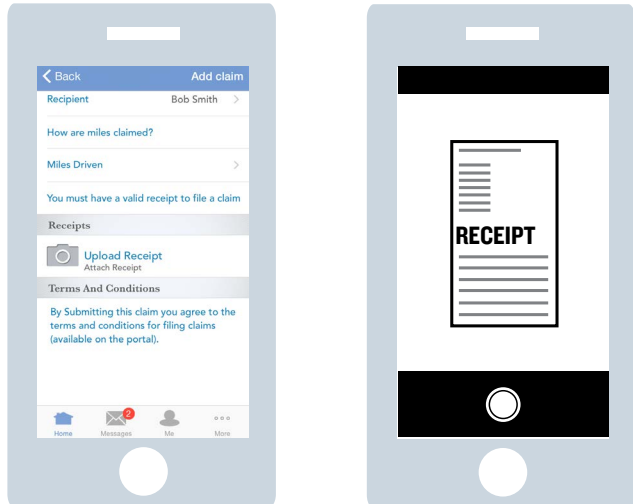 Back Add claim
Recipient Bob Smith
How are miles claimed?
Miles Driven
You must have a valid receipt to file a claim
Receipts
Upload Receipt
Attach Receipt
Terms And Conditions
By Submitting this claim you agree to the
terms and conditions for filing claims
(available on the portal).
2
Home Messages Me More
RECEIPT